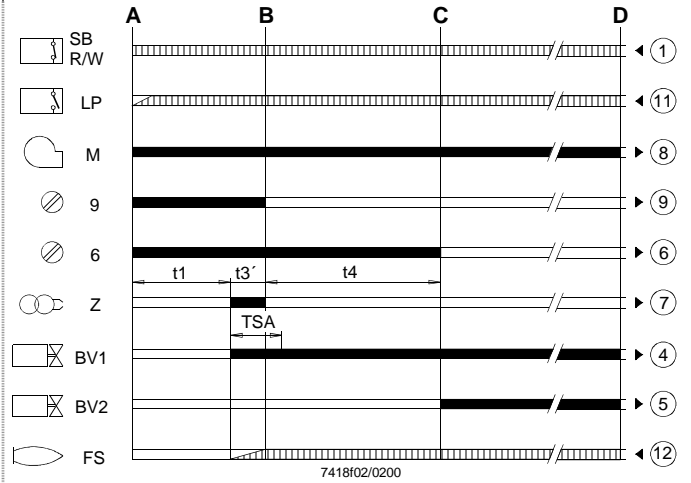 A B C D
SB
R/W 1
LP 11
M 8
9 9
6 6
t1 t3´ t4
Z 7
TSA
BV1 4
BV2 5
FS 12
7418f02/0200